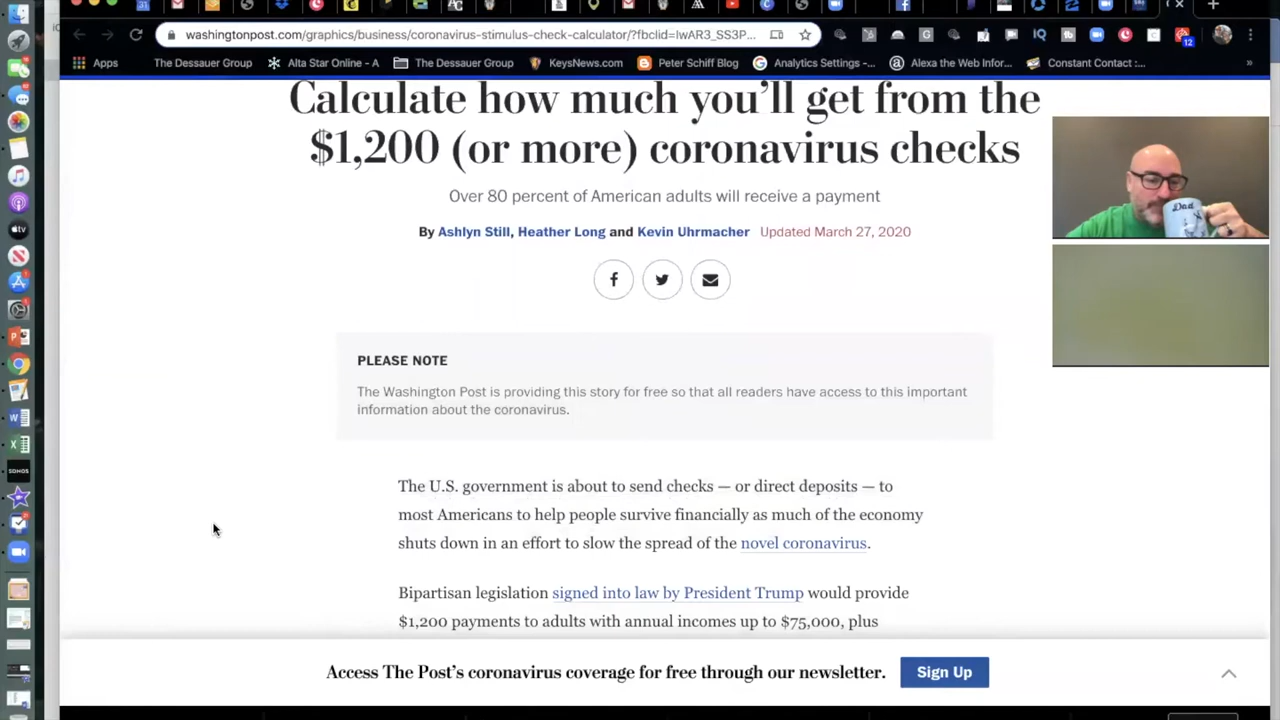 washingtonpost.com/graphics/business/coronavirus-stimulus-check-calculator/?fbclid=IwAR3_SS3P...
12
Apps The Dessauer Group Alta Star Online - A The Dessauer Group KeysNews.com Peter Schiff Blog Analytics Settings -... Alexa the Web Infor... Constant Contact :... »
Calculate how much you’ll get from the
$1,200 (or more) coronavirus checks
Over 80 percent of American adults will receive a payment
By Ashlyn Still, Heather Long and Kevin Uhrmacher Updated March 27, 2020
Dad
PLEASE NOTE
The Washington Post is providing this story for free so that all readers have access to this important
information about the coronavirus.
The U.S. government is about to send checks — or direct deposits — to
most Americans to help people survive financially as much of the economy
shuts down in an effort to slow the spread of the novel coronavirus.
Bipartisan legislation signed into law by President Trump would provide
$1,200 payments to adults with annual incomes up to $75,000, plus
Access The Post’s coronavirus coverage for free through our newsletter. Sign Up
tv
SONOS